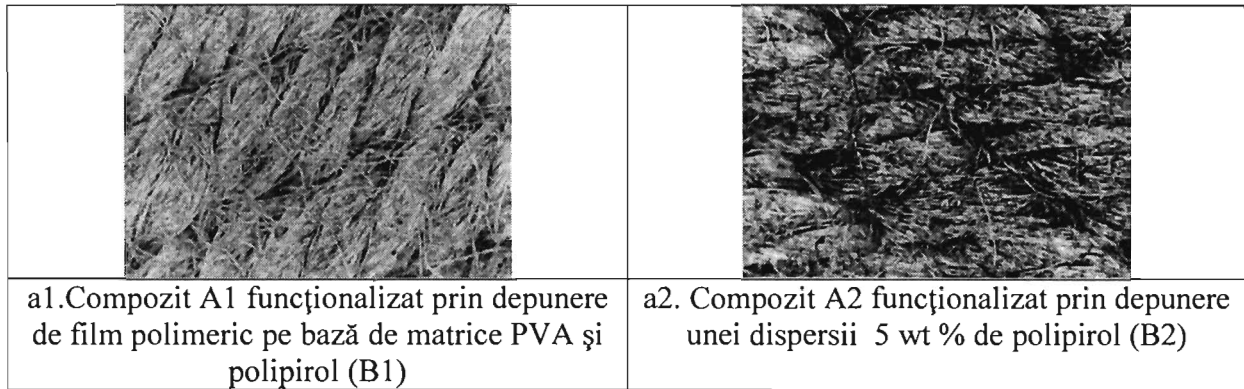 a1.Compozit A1 funcţionalizat prin depunere
de film polimeric pe bază de matrice PVA şi
polipirol (B1)
a2. Compozit A2 funcţionalizat prin depunere
unei dispersii 5 wt % de polipirol (B2)